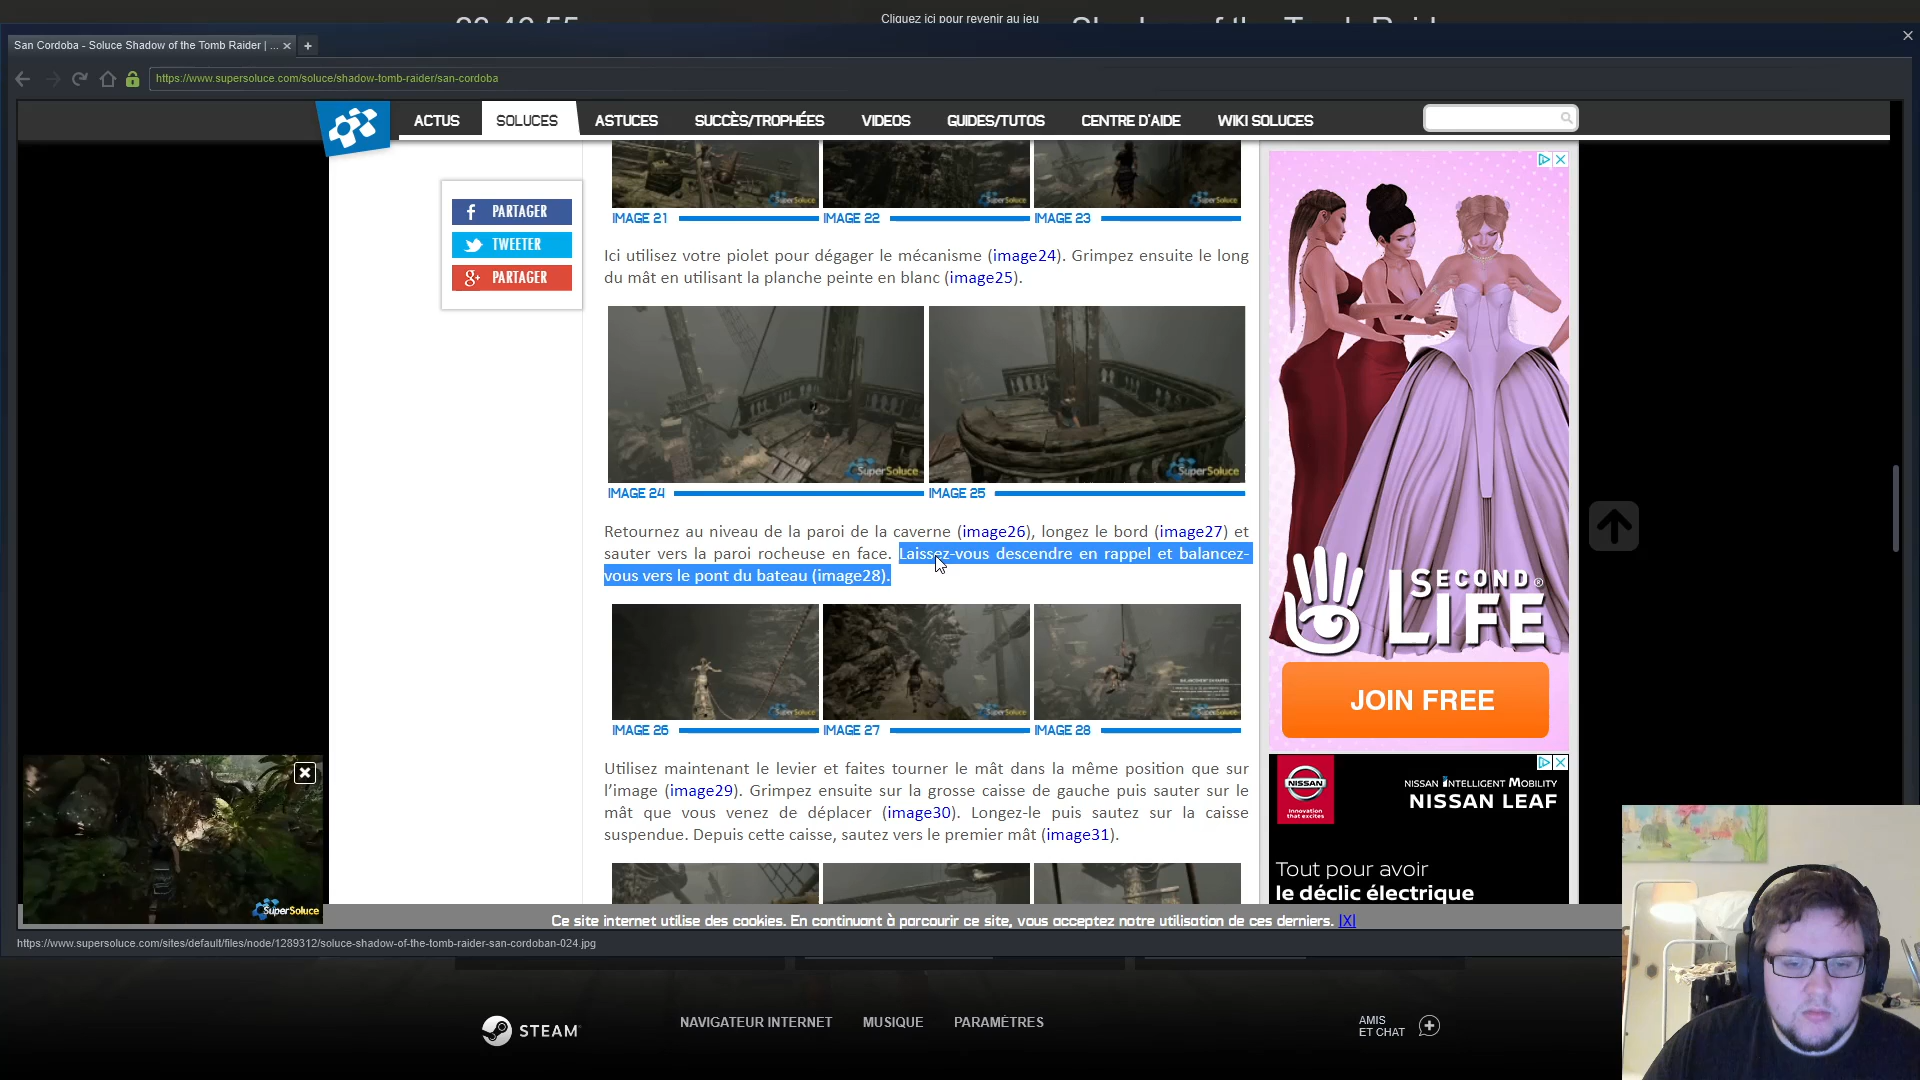 Cliquez ici pour revenir au jeu
San Cordoba - Soluce Shadow of the Tomb Raider | ...
https://www.supersoluce.com/soluce/shadow-tomb-raider/san-cordoba
ACTUS
SOLUCES
ASTUCES
SUCCÈS/TROPHÉES
VIDEOS
GUIDES/TUTOS
CENTRE D'AIDE
WIKI SOLUCES
PARTAGER
TWEETER
PARTAGER
SuperSoluce
SuperSoluce
SuperSoluce
IMAGE 21
IMAGE 22
IMAGE 23
Ici utilisez votre piolet pour dégager le mécanisme (image24). Grimpez ensuite le long
du mât en utilisant la planche peinte en blanc (image25).
SuperSoluce
SuperSoluce
IMAGE 24
IMAGE 25
Retournez au niveau de la paroi de la caverne (image26), longez le bord (image27) et
sauter vers la paroi rocheuse en face. Laissez-vous descendre en rappel et balancez-
vous vers le pont du bateau (image28).
SuperSoluce
SuperSoluce
SuperSoluce
IMAGE 26
IMAGE 27
IMAGE 28
Utilisez maintenant le levier et faites tourner le mât dans la même position que sur
l'image (image29). Grimpez ensuite sur la grosse caisse de gauche puis sauter sur le
mât que vous venez de déplacer (image30). Longez-le puis sautez sur la caisse
suspendue. Depuis cette caisse, sautez vers le premier mât (image31).
SECOND
LIFE
JOIN FREE
NISSAN
Innovation
that excites
NISSAN INTELLIGENT MOBILITY
NISSAN LEAF
Tout pour avoir
le déclic électrique
SuperSoluce
Ce site internet utilise des cookies. En continuant à parcourir ce site, vous acceptez notre utilisation de ces derniers. [X]
https://www.supersoluce.com/sites/default/files/node/1289312/soluce-shadow-of-the-tomb-raider-san-cordoban-024.jpg
STEAM
NAVIGATEUR INTERNET
MUSIQUE
PARAMÈTRES
AMIS
ET CHAT